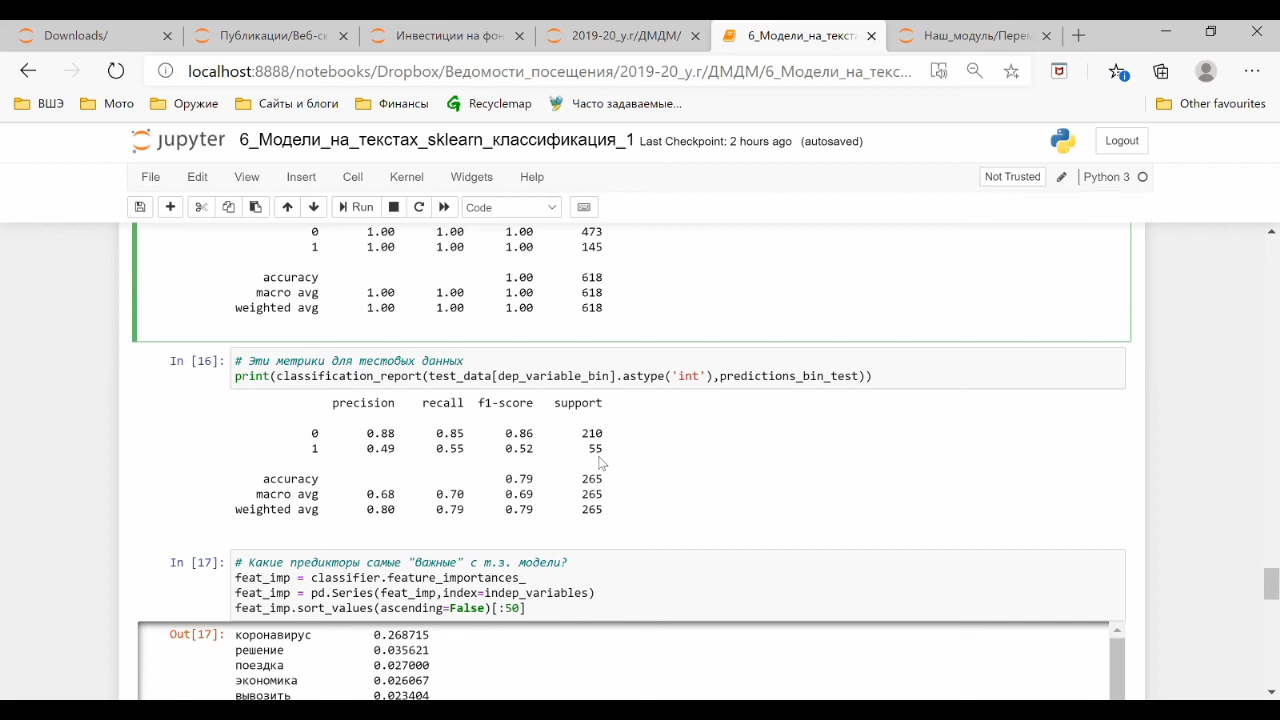 Downloads/
Публикации/Веб-ск
Инвестиции на фон
2019-20_у.г/ДМДМ/
6_Модели_на_текста
Наш_модуль/Перем
localhost:8888/notebooks/Dropbox/Ведомости_посещения/2019-20_у.г/ДМДМ/6_Модели_на_текс...
ВШЭ Мото Оружие Сайты и блоги Финансы Recyclemap Часто задаваемые... Other favourites
jupyter 6_Модели_на_текстах_sklearn_классификация_1 Last Checkpoint: 2 hours ago (autosaved) Logout
File Edit View Insert Cell Kernel Widgets Help Not Trusted Python 3
Run Code
0 1.00 1.00 1.00 473
1 1.00 1.00 1.00 145
accuracy 1.00 618
macro avg 1.00 1.00 1.00 618
weighted avg 1.00 1.00 1.00 618
In [16]: # Эти метрики для тестовых данных
print(classification_report(test_data[dep_variable_bin].astype('int'),predictions_bin_test))
precision recall f1-score support
0 0.88 0.85 0.86 210
1 0.49 0.55 0.52 55
accuracy 0.79 265
macro avg 0.68 0.70 0.69 265
weighted avg 0.80 0.79 0.79 265
In [17]: # Какие предикторы самые "важные" с т.з. модели?
feat_imp = classifier.feature_importances_
feat_imp = pd.Series(feat_imp,index=indep_variables)
feat_imp.sort_values(ascending=False)[:50]
Out[17]: коронавирус 0.268715
решение 0.035621
поездка 0.027000
экономика 0.026067
вывозить 0.023404